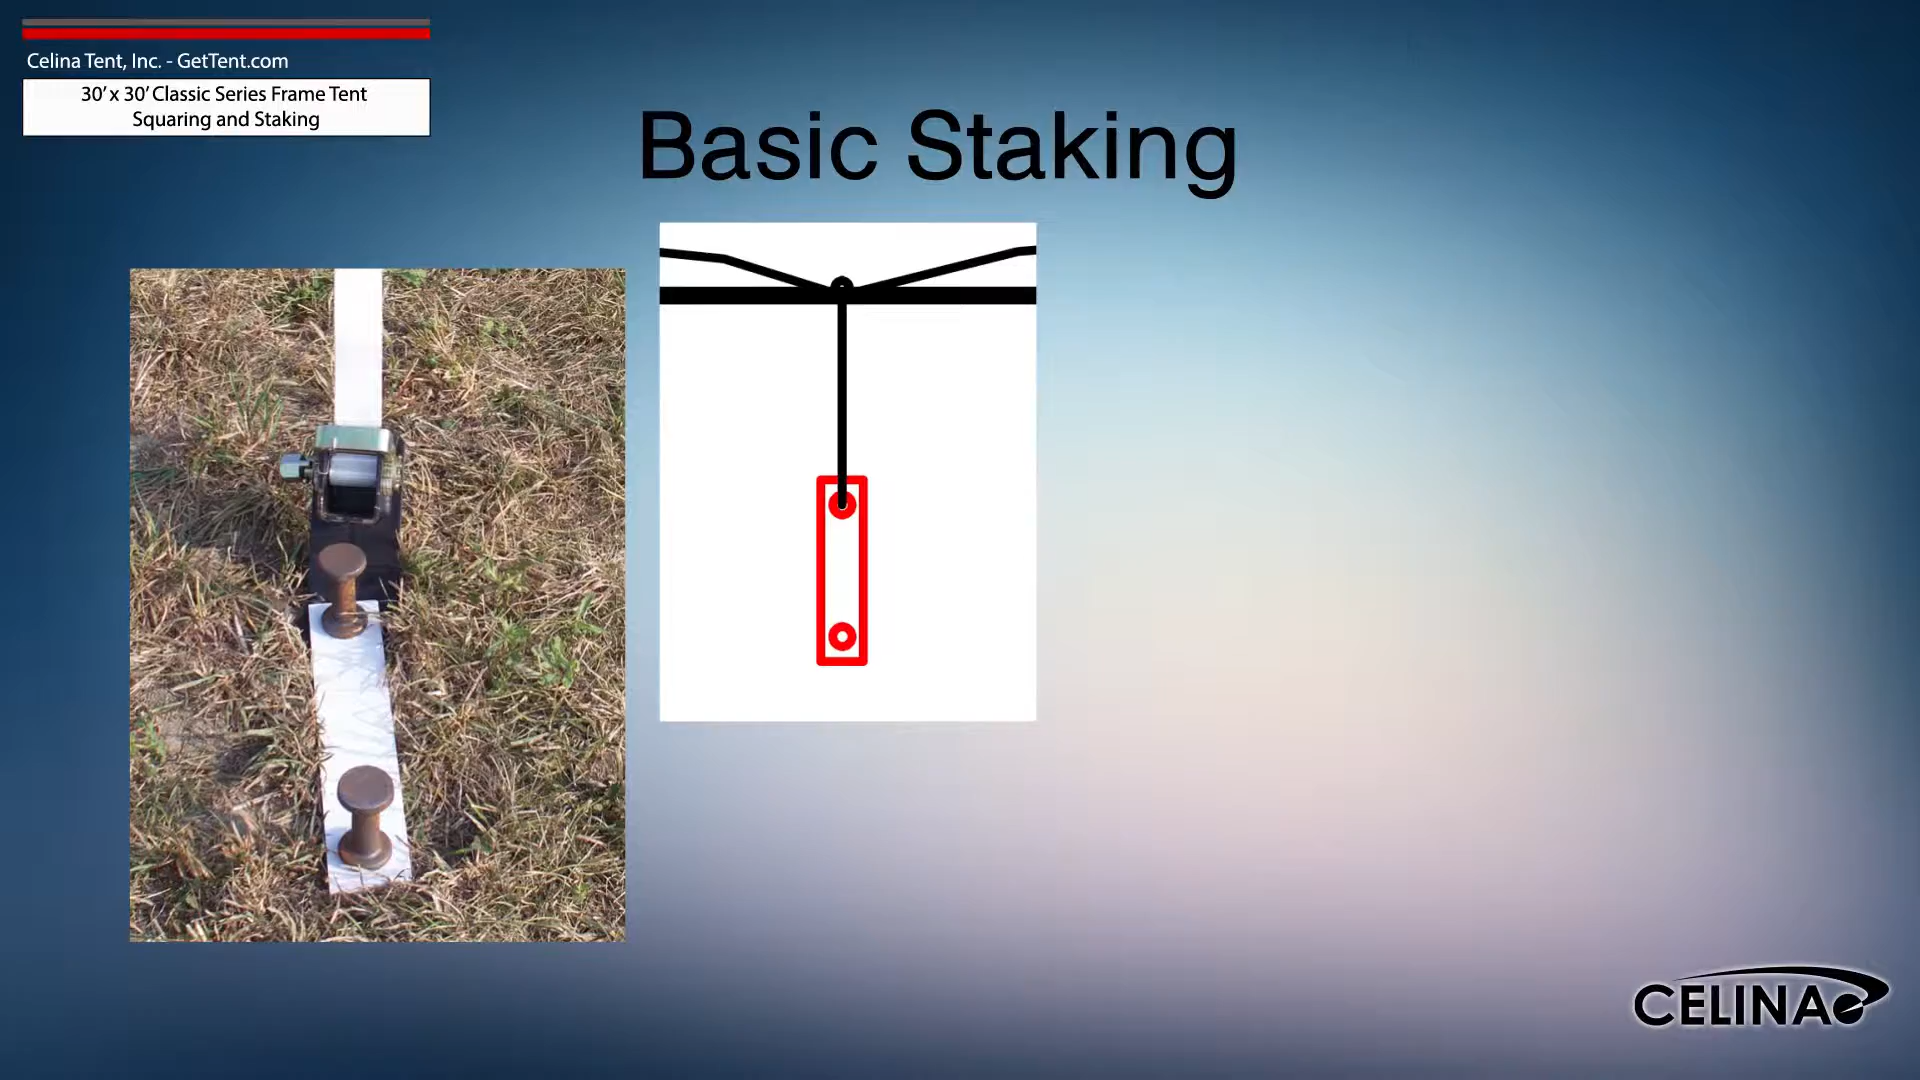 Celina Tent, Inc. - GetTent.com
30’ x 30’ Classic Series Frame Tent
Squaring and Staking
Basic Staking
CELINA